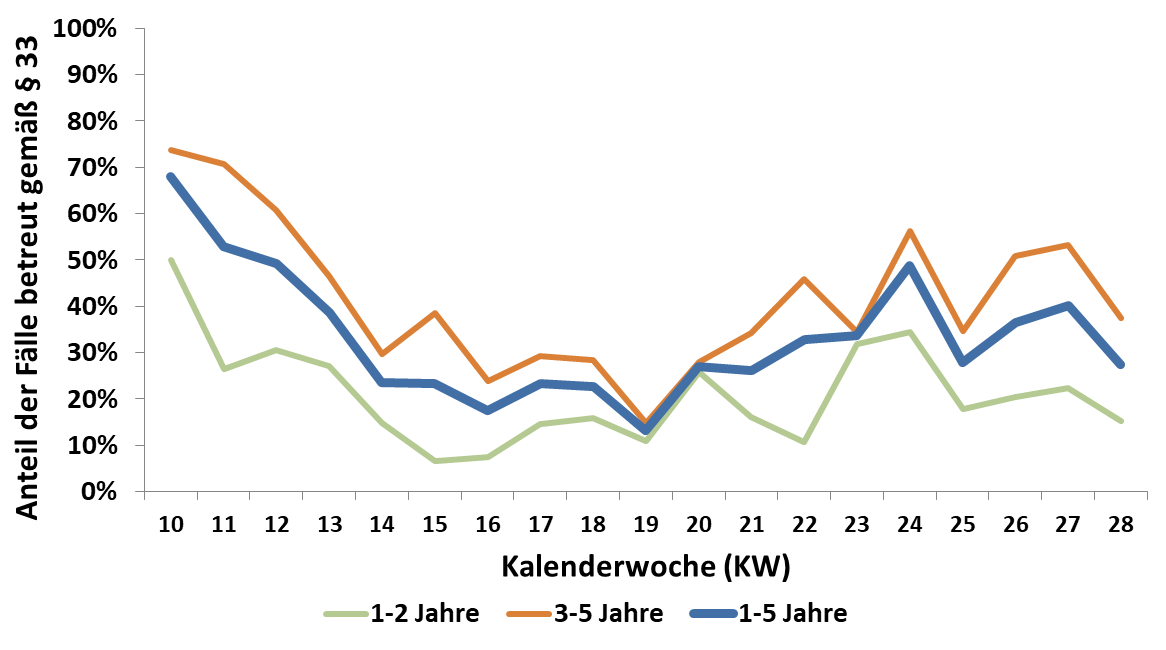 Anteil der Fälle betreut gemäß § 33
100%
90%
80%
70%
60%
50%
40%
30%
20%
10%
0%
10 11 12 13 14 15 16 17 18 19 20 21 22 23 24 25 26 27 28
Kalenderwoche (KW)
1-2 Jahre 3-5 Jahre 1-5 Jahre